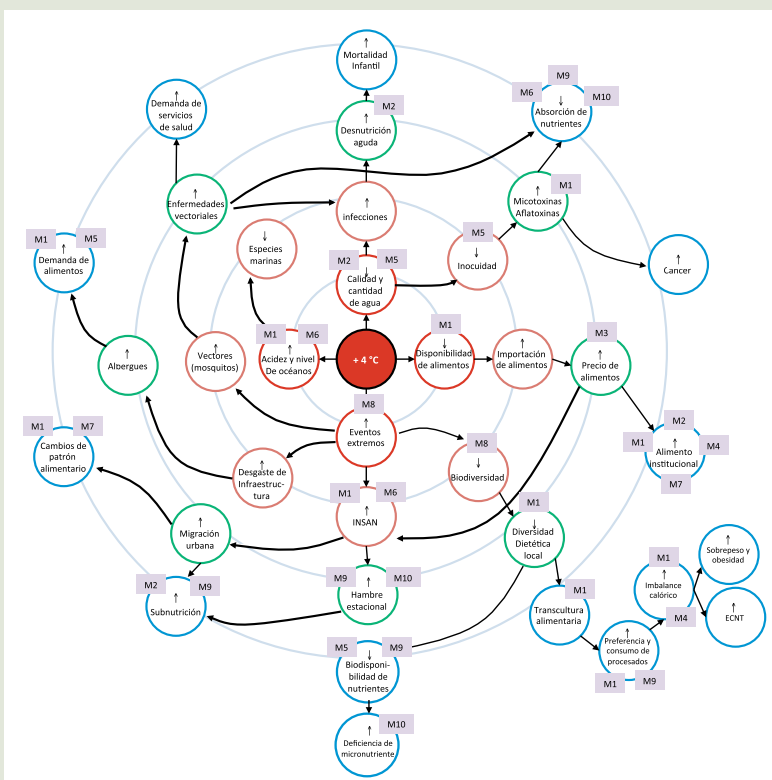 ↑
Mortalidad
Infantil
M2
↑
Desnutrición
aguda
↑
Demanda de
servicios
de salud
M9
M6
M10
↓
Absorción de
nutrientes
↑
Enfermedades
vectoriales
↑
infecciones
M1
↑
Micotoxinas
Aflatoxinas
↓
Especies
marinas
M5
↓
Inocuidad
M1
M5
↑
Demanda de
alimentos
M2
M5
↓
Calidad y
cantidad
de agua
↑
Cancer
↑
Albergues
↑
Vectores
(mosquitos)
M1
M6
↑
Acidez y nivel
De océanos
+ 4 °C
M1
↓
Disponibilidad
de alimentos
↑
Importación
de alimentos
M3
↑
Precio de
alimentos
M8
↑
Eventos
extremos
M1
M7
↑
Cambios de
patrón
alimentario
↑
Desgaste de
Infraestruc-
tura
M8
↓
Biodiversidad
M2
M1
M4
↑
Alimento
institucional
M7
M1
M6
↑
INSAN
↑
Migración
urbana
M1
↓
Diversidad
Dietética
local
M2
M9
↑
Subnutrición
M9
M10
↑
Hambre
estacional
M1
↑
Transcultura
alimentaria
M1
↑
Imbalance
calórico
M4
↑
Sobrepeso y
obesidad
↑
ECNT
↑
Preferencia y
consumo de
procesados
M1
M9
M5
M9
↓
Biodisponi-
bilidad de
nutrientes
M10
↑
Deficiencia de
micronutriente